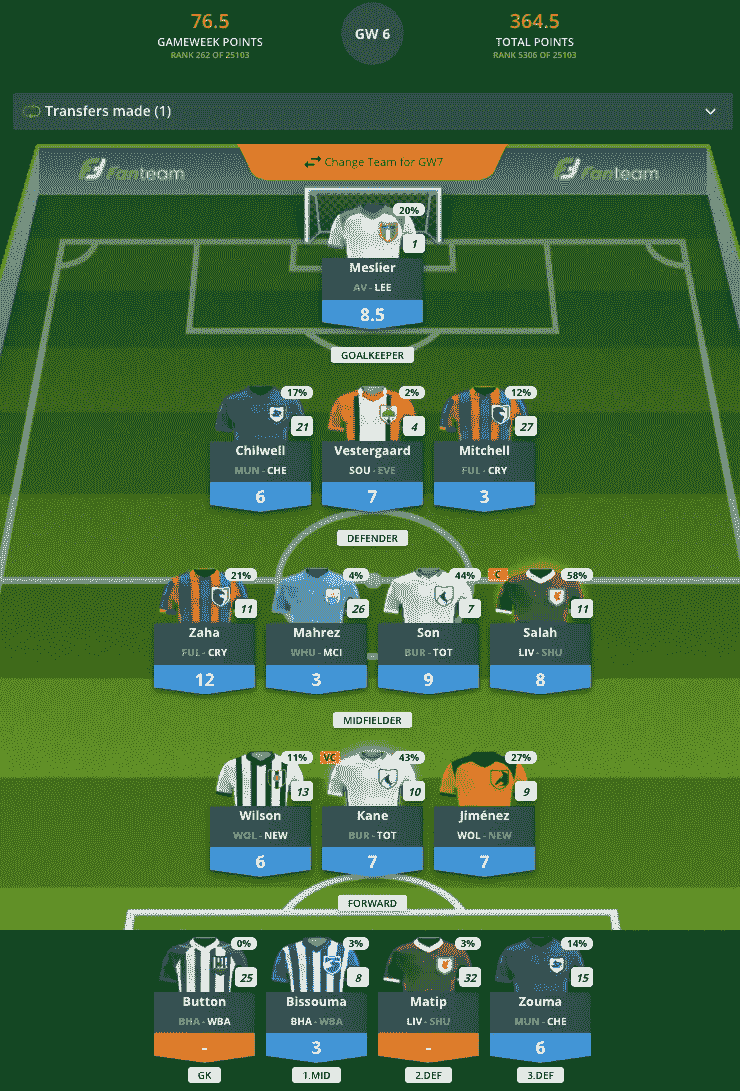 76.5
GAMEWEEK POINTS
RANK 262 OF 25103
GW 6
364.5
TOTAL POINTS
RANK 5306 OF 25103
Transfers made (1)
Fanteam
Change Team for GW7
Fanteam
20%
1
Meslier
AV - LEE
8.5
GOALKEEPER
17% 2% 12%
21 4 27
Chilwell Vestergaard Mitchell
MUN - CHE SOU - EVE FUL - CRY
6 7 3
DEFENDER
21% 4% 44% C 58%
11 26 7 11
Zaha Mahrez Son Salah
FUL - CRY WHU - MCI BUR - TOT LIV - SHU
12 3 9 8
MIDFIELDER
11% VC 43% 27%
13 10 9
Wilson Kane Jiménez
WOL - NEW BUR - TOT WOL - NEW
6 7 7
FORWARD
0% 3% 3% 14%
25 8 32 15
Button Bissouma Matip Zouma
BHA - WBA BHA - WBA LIV - SHU MUN - CHE
- 3 - 6
GK 1.MID 2.DEF 3.DEF